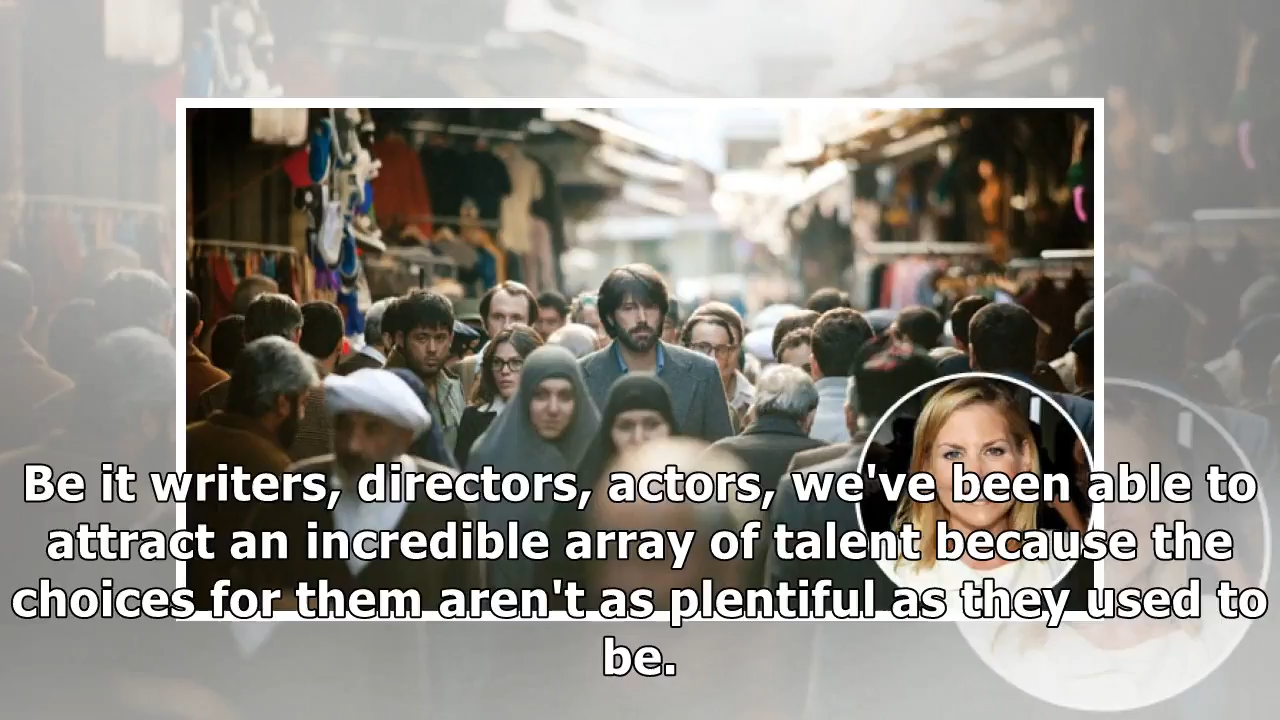 Be it writers, directors, actors, we've been able to
attract an incredible array of talent because the
choices for them aren't as plentiful as they used to
be.